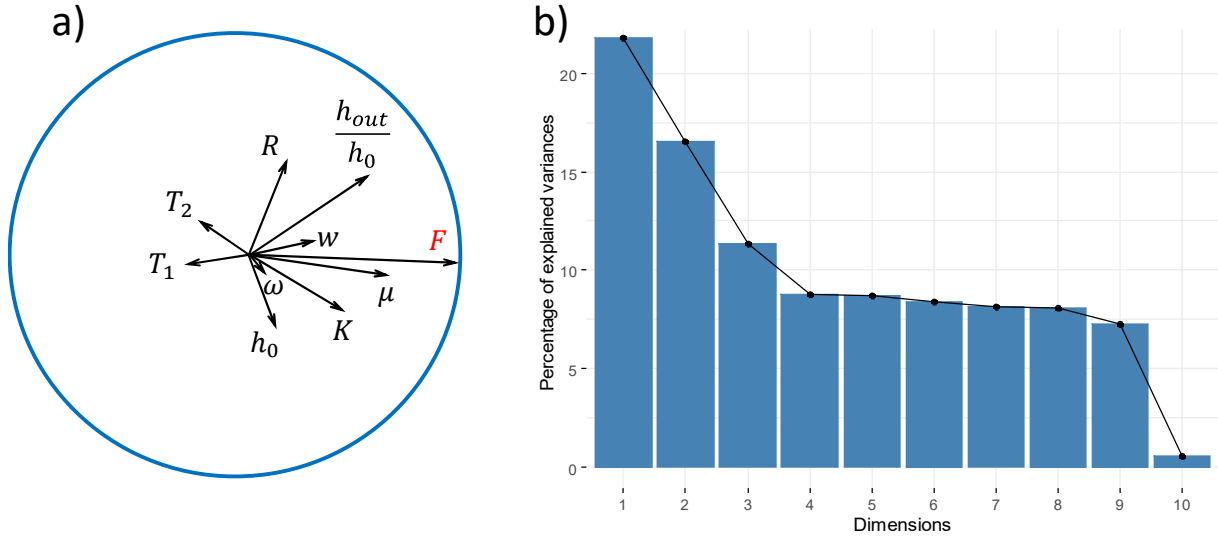 a)
R
h_out
h_0
T_2
T_1
w
F
ω
μ
K
h_0
b)
Percentage of explained variances
20
15
10
5
0
1 2 3 4 5 6 7 8 9 10
Dimensions